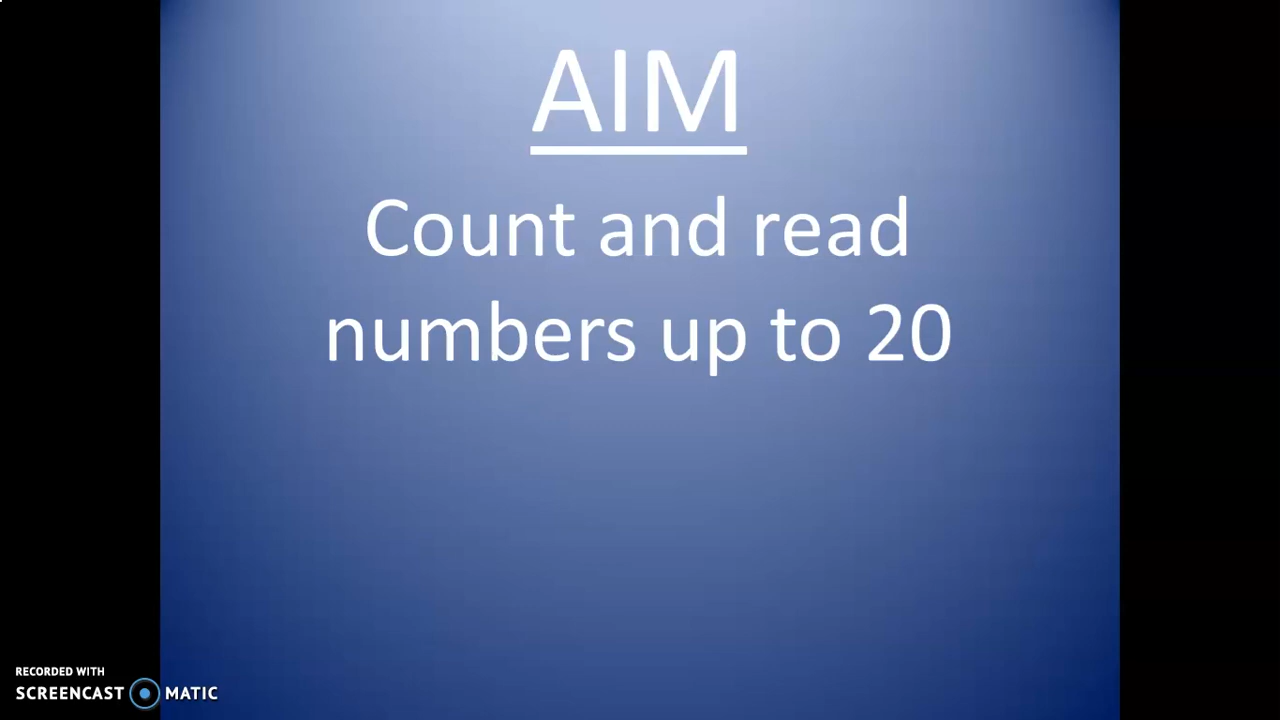 AIM
Count and read
numbers up to 20
RECORDED WITH
SCREENCAST MATIC